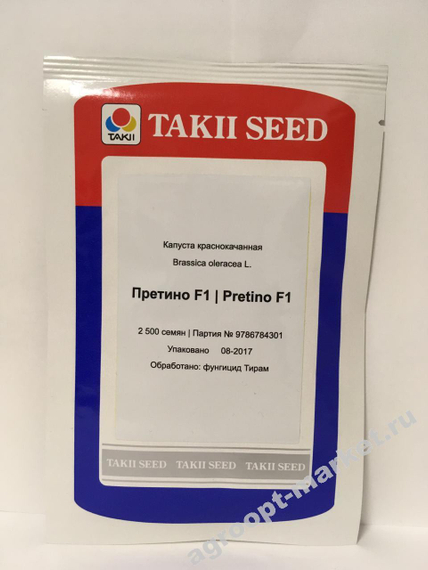 TAKII
TAKII SEED
Капуста краснокачанная
Brassica oleracea L.
Претино F1 | Pretino F1
2 500 семян | Партия № 9786784301
Упаковано 08-2017
Обработано: фунгицид Тирам
TAKII SEED TAKII SEED TAKII SEED
agroopt-market.ru